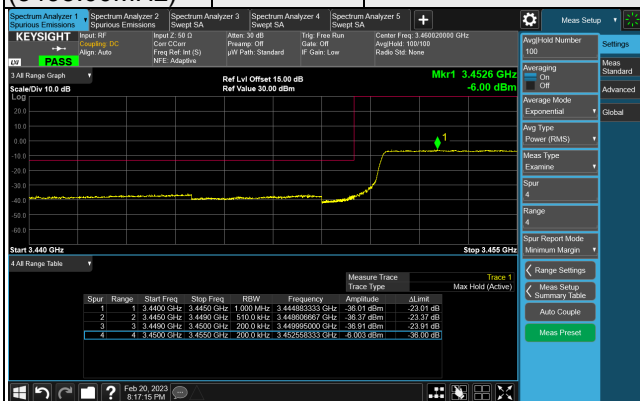 Spectrum Analyzer 1
Spurious Emissions
Spectrum Analyzer 2
Spurious Emissions
Spectrum Analyzer 3
Swept SA
Spectrum Analyzer 4
Swept SA
Spectrum Analyzer 5
Swept SA
Meas Setup
KEYSIGHT
PASS
Input: RF
Coupling: DC
Align: Auto
Input Z: 50 Ω
Corr CCorr
Freq Ref: Int (S)
NFE: Adaptive
Atten: 30 dB
Preamp: Off
µW Path: Standard
Trig: Free Run
Gate: Off
IF Gain: Low
Center Freq: 3.460020000 GHz
Avg|Hold: 100/100
Radio Std: None
3 All Range Graph
Scale/Div 10.0 dB
Ref Lvl Offset 15.00 dB
Ref Value 30.00 dBm
Mkr1 3.4526 GHz
-6.00 dBm
Log
20.0
10.0
0.00
-10.0
-20.0
-30.0
-40.0
-50.0
-60.0
1
Start 3.440 GHz
Stop 3.455 GHz
4 All Range Table
Measure Trace Trace 1
Trace Type Max Hold (Active)
Spur Range Start Freq Stop Freq RBW Frequency Amplitude ΔLimit
1 1 3.4400 GHz 3.4450 GHz 1.000 MHz 3.444883333 GHz -36.01 dBm -23.01 dB
2 2 3.4450 GHz 3.4490 GHz 510.0 kHz 3.448606667 GHz -36.37 dBm -23.37 dB
3 3 3.4490 GHz 3.4500 GHz 200.0 kHz 3.449995000 GHz -36.91 dBm -23.91 dB
4 4 3.4500 GHz 3.4550 GHz 200.0 kHz 3.452558333 GHz -6.003 dBm -36.00 dB
Avg|Hold Number
100
Averaging
On
Off
Average Mode
Exponential
Avg Type
Power (RMS)
Meas Type
Examine
Spur
4
Range
4
Spur Report Mode
Minimum Margin
Range Settings
Meas Setup
Summary Table
Auto Couple
Meas Preset
Settings
Meas
Standard
Advanced
Global
Feb 20, 2023
8:17:15 PM